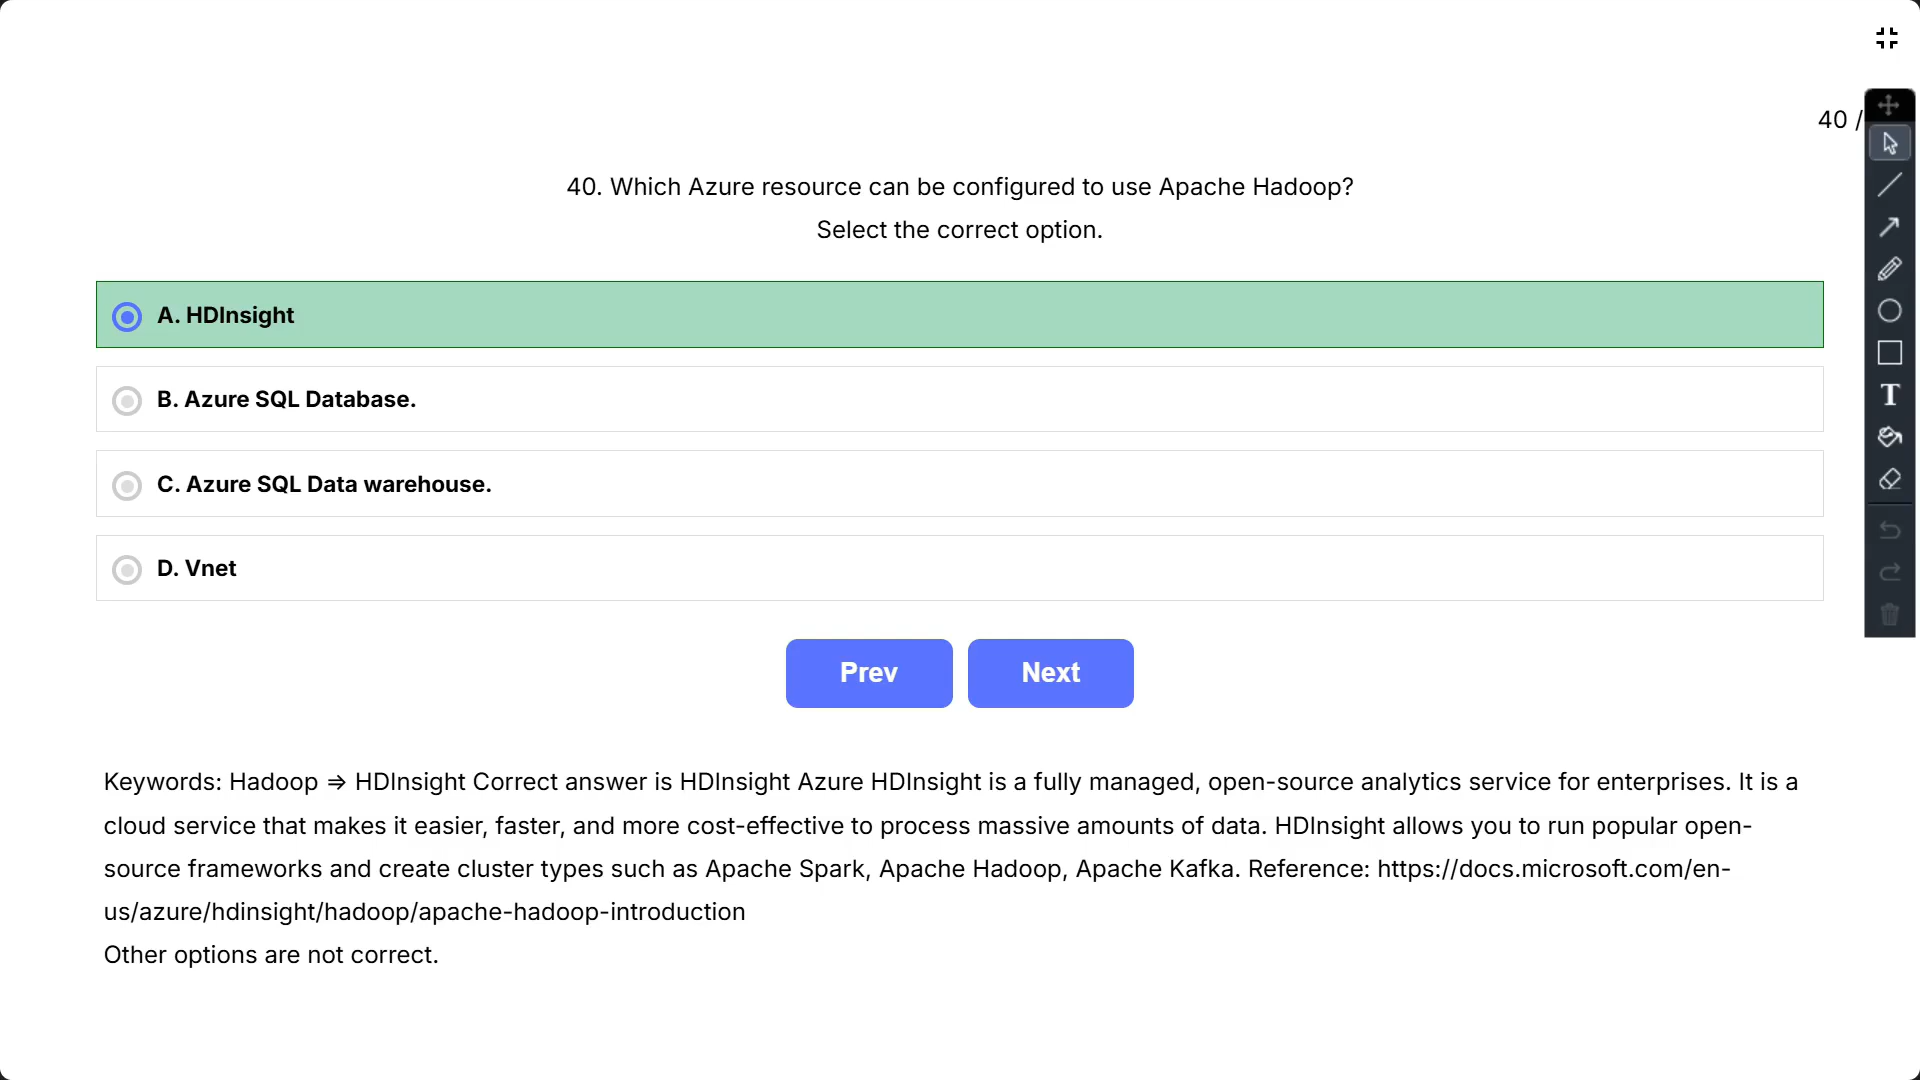 40 /
40. Which Azure resource can be configured to use Apache Hadoop?
Select the correct option.
A. HDInsight
B. Azure SQL Database.
C. Azure SQL Data warehouse.
D. Vnet
Prev Next
Keywords: Hadoop => HDInsight Correct answer is HDInsight Azure HDInsight is a fully managed, open-source analytics service for enterprises. It is a
cloud service that makes it easier, faster, and more cost-effective to process massive amounts of data. HDInsight allows you to run popular open-
source frameworks and create cluster types such as Apache Spark, Apache Hadoop, Apache Kafka. Reference: https://docs.microsoft.com/en-
us/azure/hdinsight/hadoop/apache-hadoop-introduction
Other options are not correct.
T